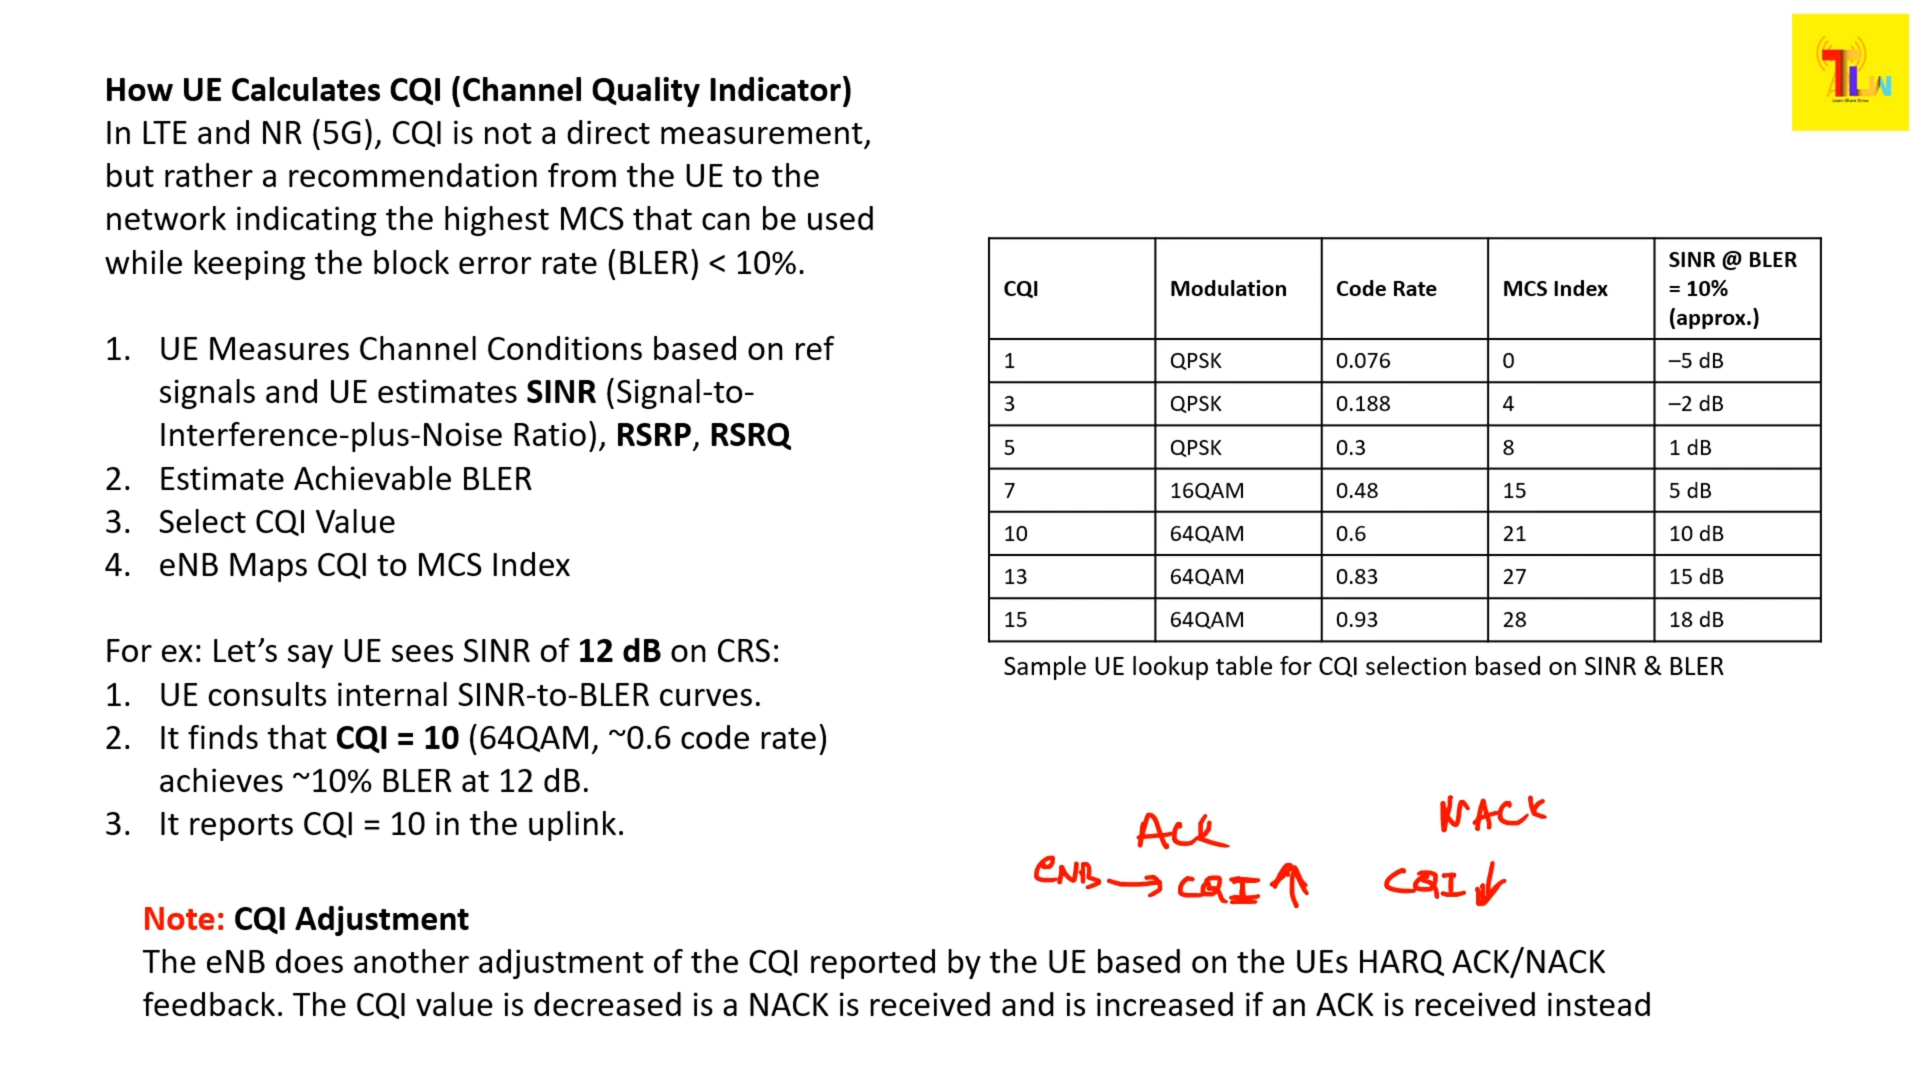 How UE Calculates CQI (Channel Quality Indicator)
In LTE and NR (5G), CQI is not a direct measurement,
but rather a recommendation from the UE to the
network indicating the highest MCS that can be used
while keeping the block error rate (BLER) < 10%.
1. UE Measures Channel Conditions based on ref
signals and UE estimates SINR (Signal-to-
Interference-plus-Noise Ratio), RSRP, RSRQ
2. Estimate Achievable BLER
3. Select CQI Value
4. eNB Maps CQI to MCS Index
For ex: Let's say UE sees SINR of 12 dB on CRS:
1. UE consults internal SINR-to-BLER curves.
2. It finds that CQI = 10 (64QAM, ~0.6 code rate)
achieves ~10% BLER at 12 dB.
3. It reports CQI = 10 in the uplink.
CQI Modulation Code Rate MCS Index SINR @ BLER
= 10%
(approx.)
1 QPSK 0.076 0 –5 dB
3 QPSK 0.188 4 –2 dB
5 QPSK 0.3 8 1 dB
7 16QAM 0.48 15 5 dB
10 64QAM 0.6 21 10 dB
13 64QAM 0.83 27 15 dB
15 64QAM 0.93 28 18 dB
Sample UE lookup table for CQI selection based on SINR & BLER
ACK NACK
eNB → CQI ↑ CQI ↓
Note: CQI Adjustment
The eNB does another adjustment of the CQI reported by the UE based on the UEs HARQ ACK/NACK
feedback. The CQI value is decreased is a NACK is received and is increased if an ACK is received instead